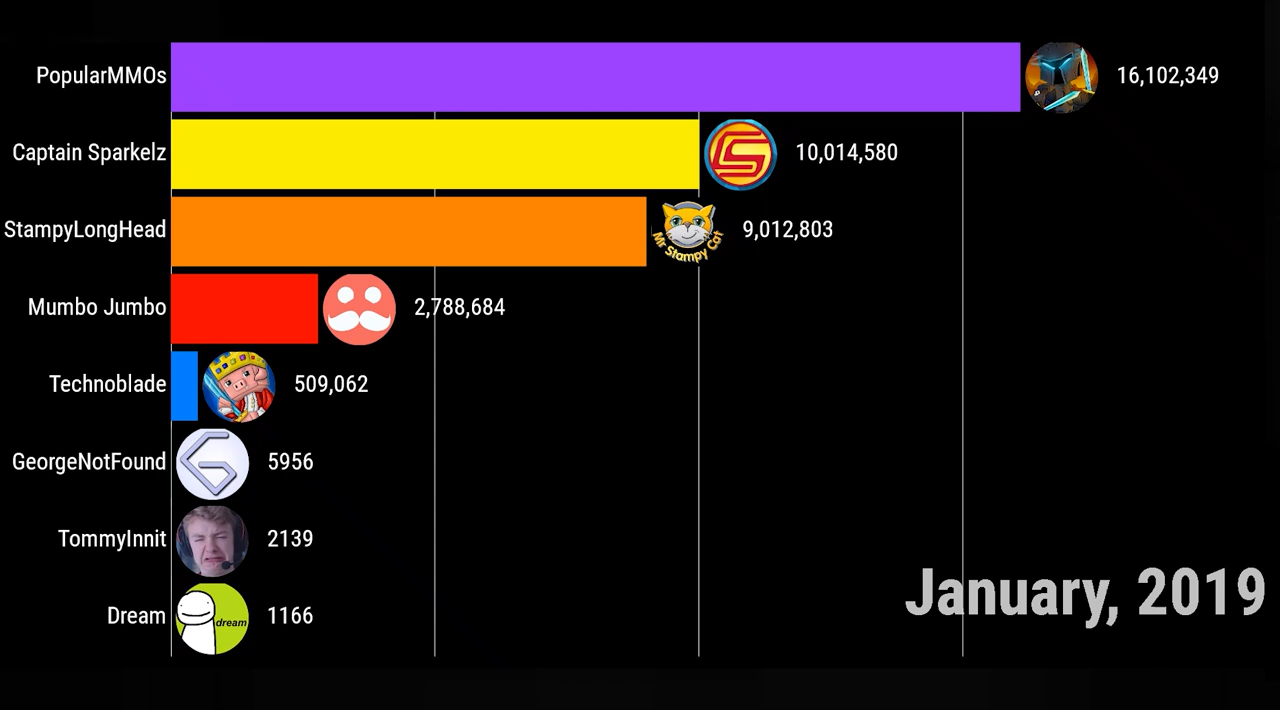 PopularMMOs 16,102,349
Captain Sparkelz 10,014,580
StampyLongHead Mr Stampy Cat 9,012,803
Mumbo Jumbo 2,788,684
Technoblade 509,062
GeorgeNotFound G 5956
TommyInnit 2139
Dream dream 1166
January, 2019